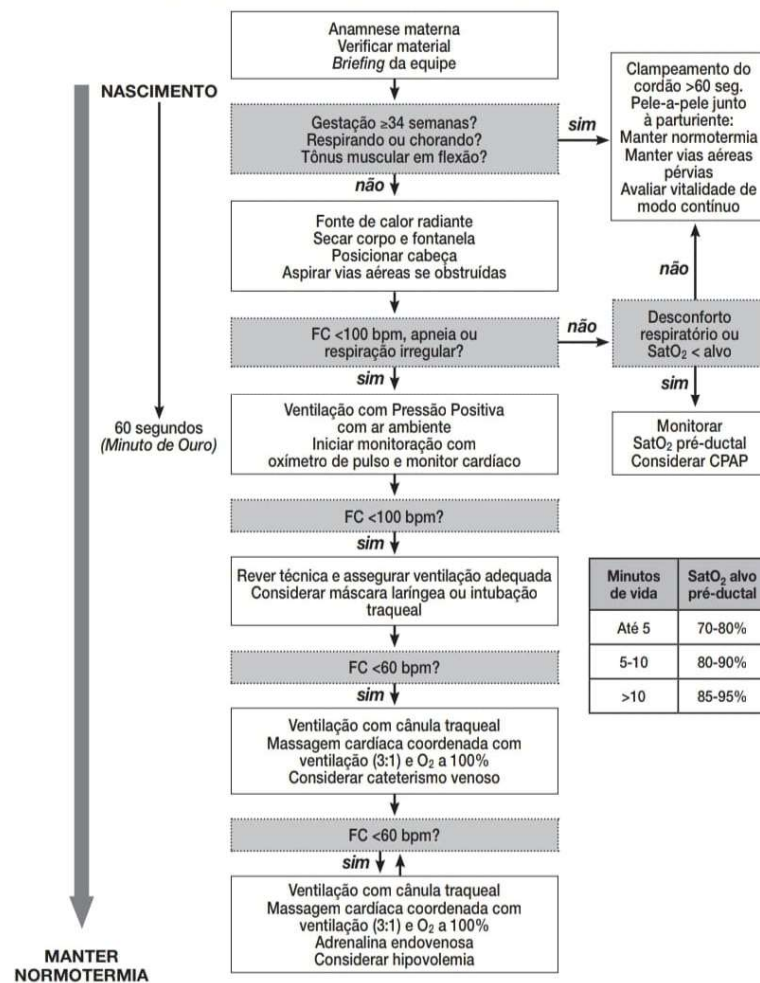 Anamnese materna
Verificar material
Briefing da equipe
NASCIMENTO
Gestação ≥34 semanas?
Respirando ou chorando?
Tônus muscular em flexão?
sim
Clampeamento do
cordão >60 seg.
Pele-a-pele junto
à parturiente:
Manter normotermia
Manter vias aéreas
pérvias
Avaliar vitalidade de
modo contínuo
não
Fonte de calor radiante
Secar corpo e fontanela
Posicionar cabeça
Aspirar vias aéreas se obstruídas
não
FC <100 bpm, apneia ou
respiração irregular?
não
Desconforto
respiratório ou
SatO₂ < alvo
sim
sim
60 segundos
(Minuto de Ouro)
Ventilação com Pressão Positiva
com ar ambiente
Iniciar monitoração com
oxímetro de pulso e monitor cardíaco
Monitorar
SatO₂ pré-ductal
Considerar CPAP
FC <100 bpm?
sim
Rever técnica e assegurar ventilação adequada
Considerar máscara laríngea ou intubação
traqueal
Minutos de vida SatO₂ alvo pré-ductal
Até 5 70-80%
5-10 80-90%
>10 85-95%
FC <60 bpm?
sim
Ventilação com cânula traqueal
Massagem cardíaca coordenada com
ventilação (3:1) e O₂ a 100%
Considerar cateterismo venoso
FC <60 bpm?
sim
Ventilação com cânula traqueal
Massagem cardíaca coordenada com
ventilação (3:1) e O₂ a 100%
Adrenalina endovenosa
Considerar hipovolemia
MANTER
NORMOTERMIA